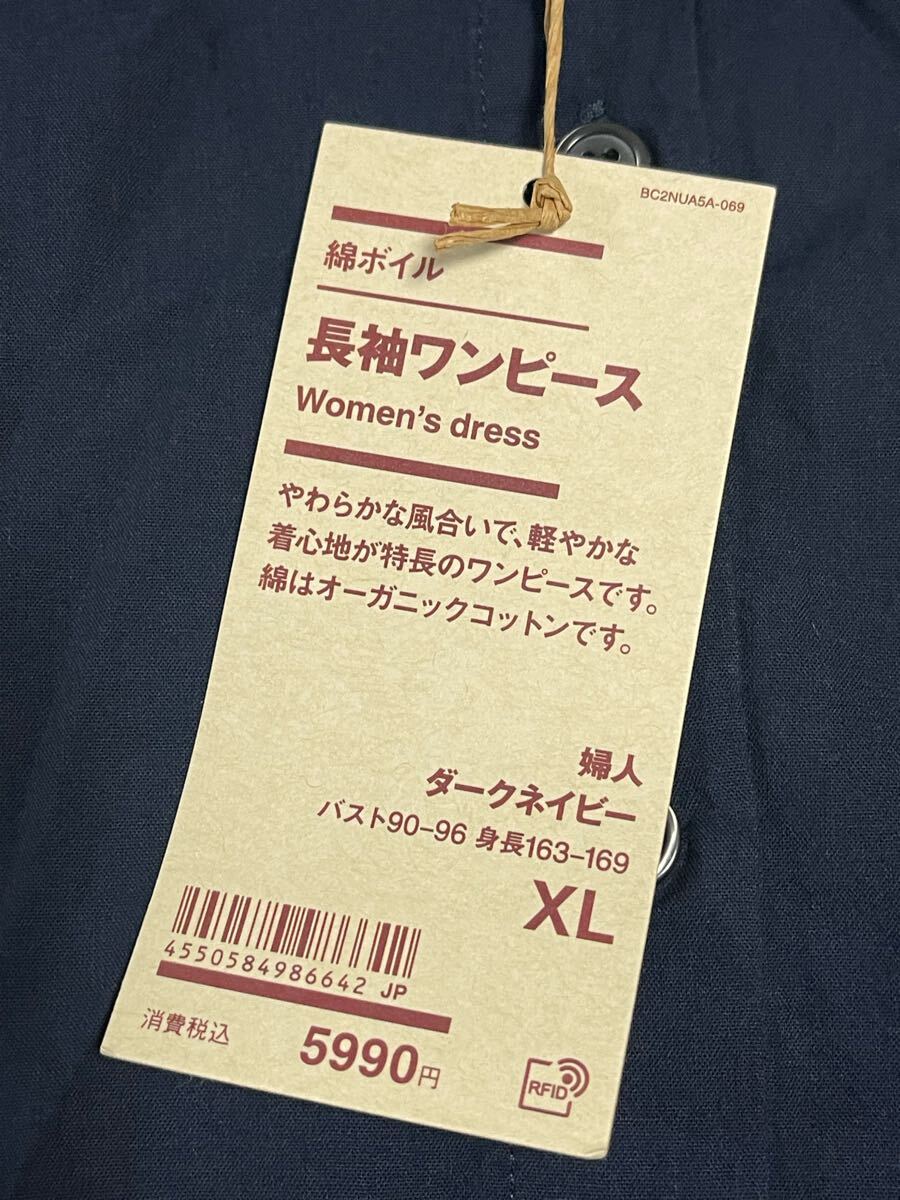 BC2NUA5A-069
綿ボイル
長袖ワンピース
Women's dress
やわらかな風合いで、軽やかな
着心地が特長のワンピースです。
綿はオーガニックコットンです。
婦人
ダークネイビー
バスト90-96 身長163-169
XL
4550584986642 JP
消費税込 5990円
RFID